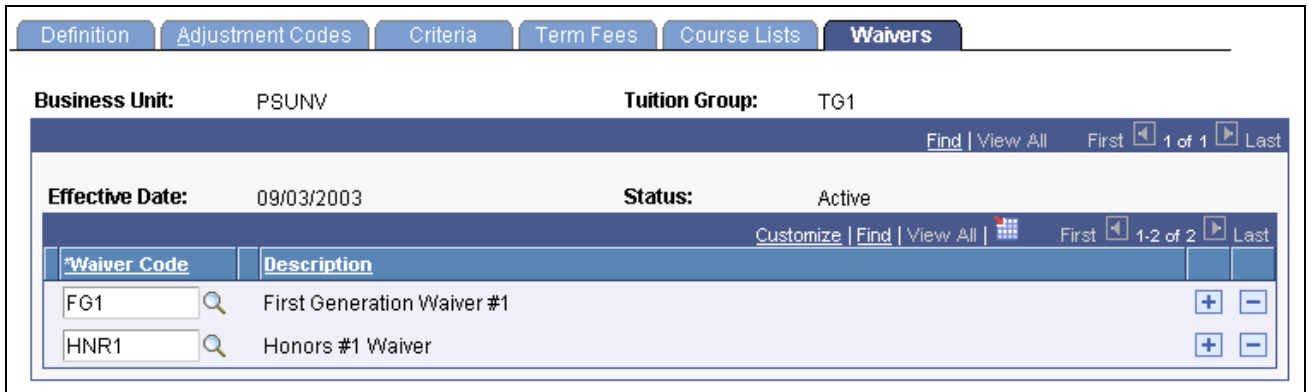 Definition Adjustment Codes Criteria Term Fees Course Lists Waivers
Business Unit: PSUNV Tuition Group: TG1
Find | View All First 1 of 1 Last
Effective Date: 09/03/2003 Status: Active
Customize | Find | View All | First 1-2 of 2 Last
*Waiver Code Description
FG1 First Generation Waiver #1
HNR1 Honors #1 Waiver